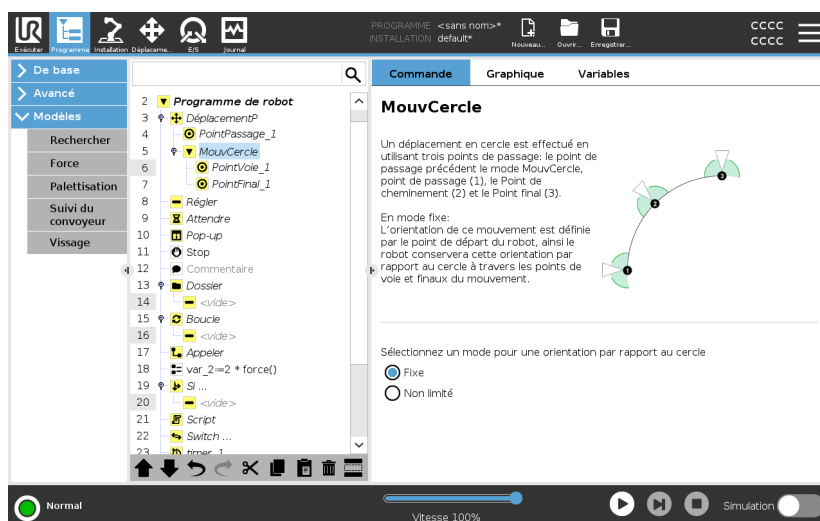 PROGRAMME <sans nom>*
INSTALLATION default*
CCCC
CCCC
Exécuter
Programme
Installation
Déplaceme...
E/S
Journal
Nouveau...
Ouvrir...
Enregistrer...
De base
Avancé
Modèles
Rechercher
Force
Palettisation
Suivi du
convoyeur
Vissage
2 Programme de robot
3 DéplacementP
4 PointPassage_1
5 MouvCercle
6 PointVoie_1
7 PointFinal_1
8 Régler
9 Attendre
10 Pop-up
11 Stop
12 Commentaire
13 Dossier
14 <vide>
15 Boucle
16 <vide>
17 Appeler
18 var_2≔2 * force()
19 Si ...
20 <vide>
21 Script
22 Switch ...
23 timer_1
Commande
Graphique
Variables
MouvCercle
Un déplacement en cercle est effectué en
utilisant trois points de passage: le point de
passage précédent le mode MouvCercle,
point de passage (1), le Point de
cheminement (2) et le Point final (3).
En mode fixe:
L'orientation de ce mouvement est définie
par le point de départ du robot, ainsi le
robot conservera cette orientation par
rapport au cercle à travers les points de
voie et finaux du mouvement.
3
2
1
Sélectionnez un mode pour une orientation par rapport au cercle
Fixe
Non limité
Normal
Vitesse 100%
Simulation